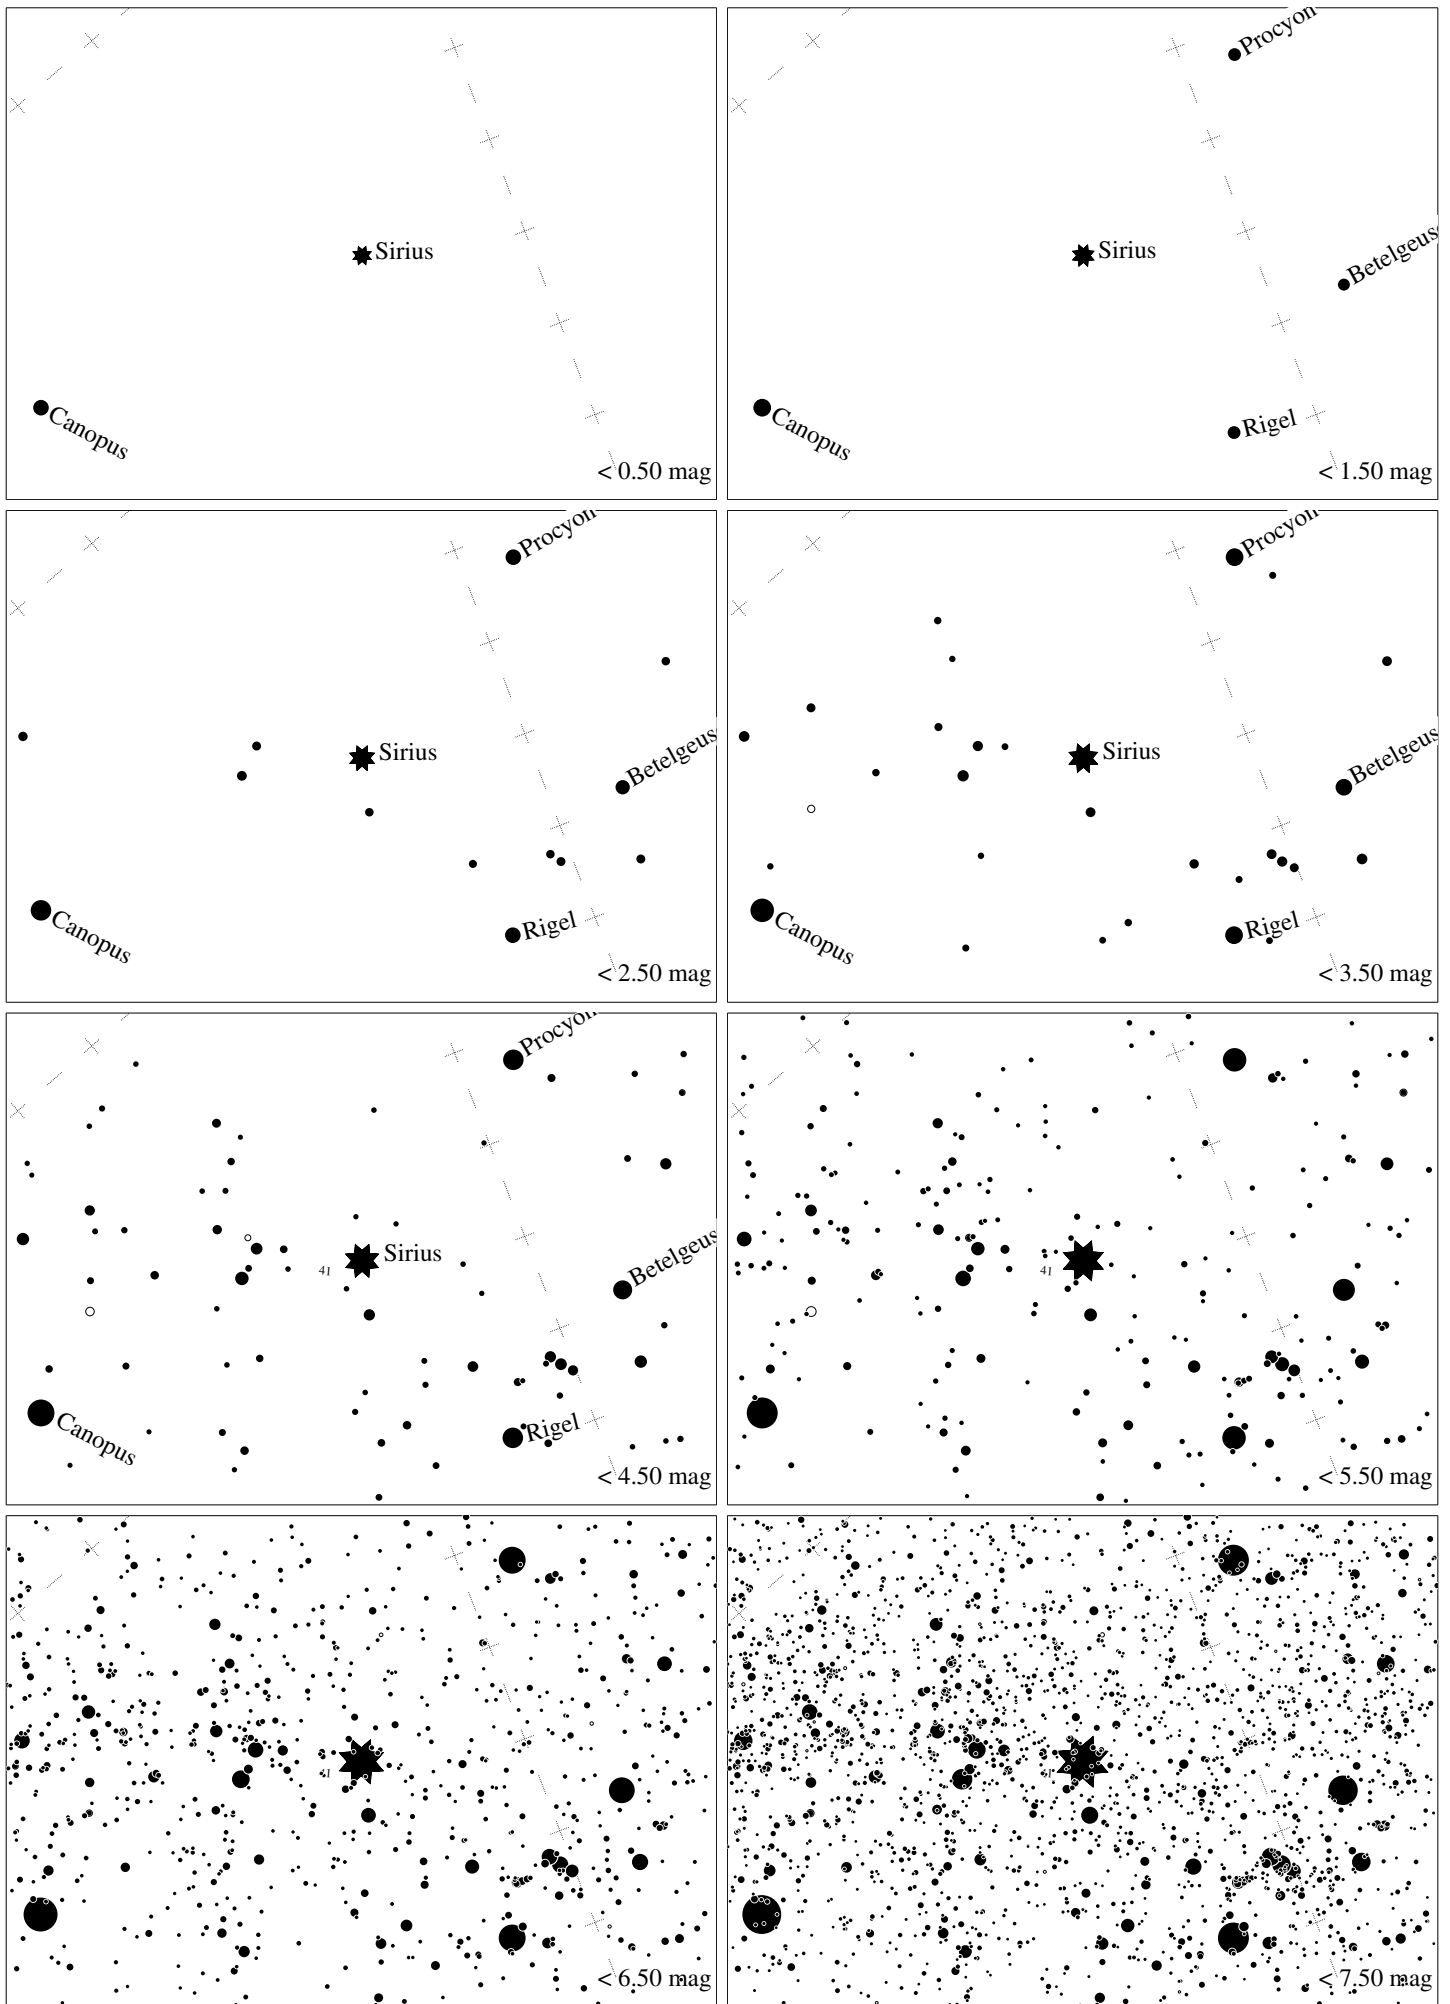 Sirius
Canopus
< 0.50 mag
Procyon
Sirius
Betelgeus
Canopus
Rigel
< 1.50 mag
Procyon
Sirius
Betelgeus
Canopus
Rigel
< 2.50 mag
Procyon
Sirius
Betelgeus
Canopus
Rigel
< 3.50 mag
Procyon
Sirius
41
Betelgeus
Canopus
Rigel
< 4.50 mag
41
< 5.50 mag
41
< 6.50 mag
41
< 7.50 mag